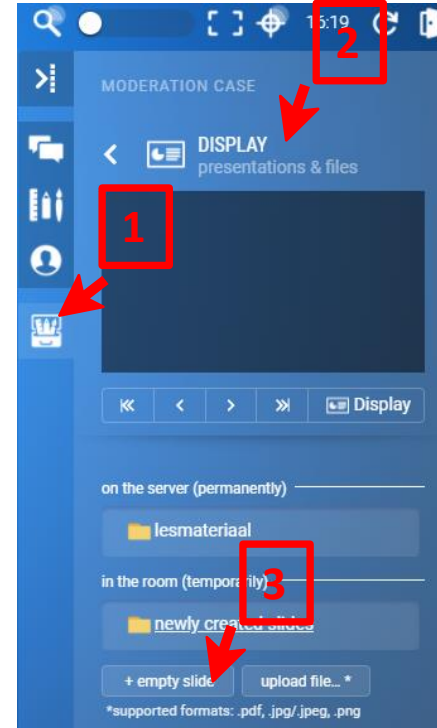 16:19
2
MODERATION CASE
DISPLAY
presentations & files
1
Display
on the server (permanently)
lesmateriaal
in the room (temporarily)
3
newly created slides
+ empty slide upload file... *
*supported formats: .pdf, .jpg/.jpeg, .png